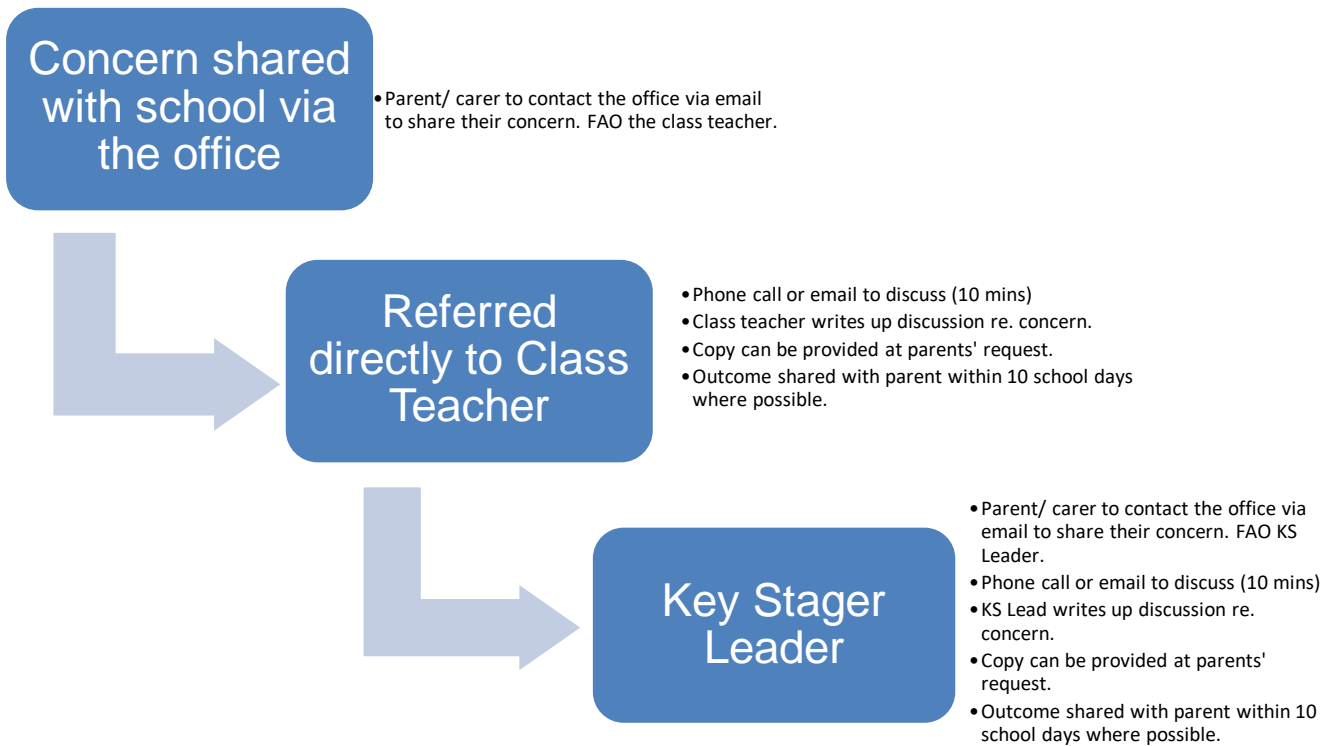 Concern shared
with school via
the office
•Parent/ carer to contact the office via email
to share their concern. FAO the class teacher.
Referred
directly to Class
Teacher
•Phone call or email to discuss (10 mins)
•Class teacher writes up discussion re. concern.
•Copy can be provided at parents' request.
•Outcome shared with parent within 10 school days
where possible.
Key Stager
Leader
•Parent/ carer to contact the office via
email to share their concern. FAO KS
Leader.
•Phone call or email to discuss (10 mins)
•KS Lead writes up discussion re.
concern.
•Copy can be provided at parents'
request.
•Outcome shared with parent within 10
school days where possible.